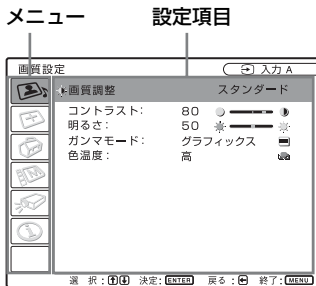 メニュー 設定項目
画質設定 入力 A
画質調整 スタンダード
コントラスト: 80
明るさ: 50
ガンマモード: グラフィックス
色温度: 高
選 択: 決定:ENTER 戻る: 終了:MENU